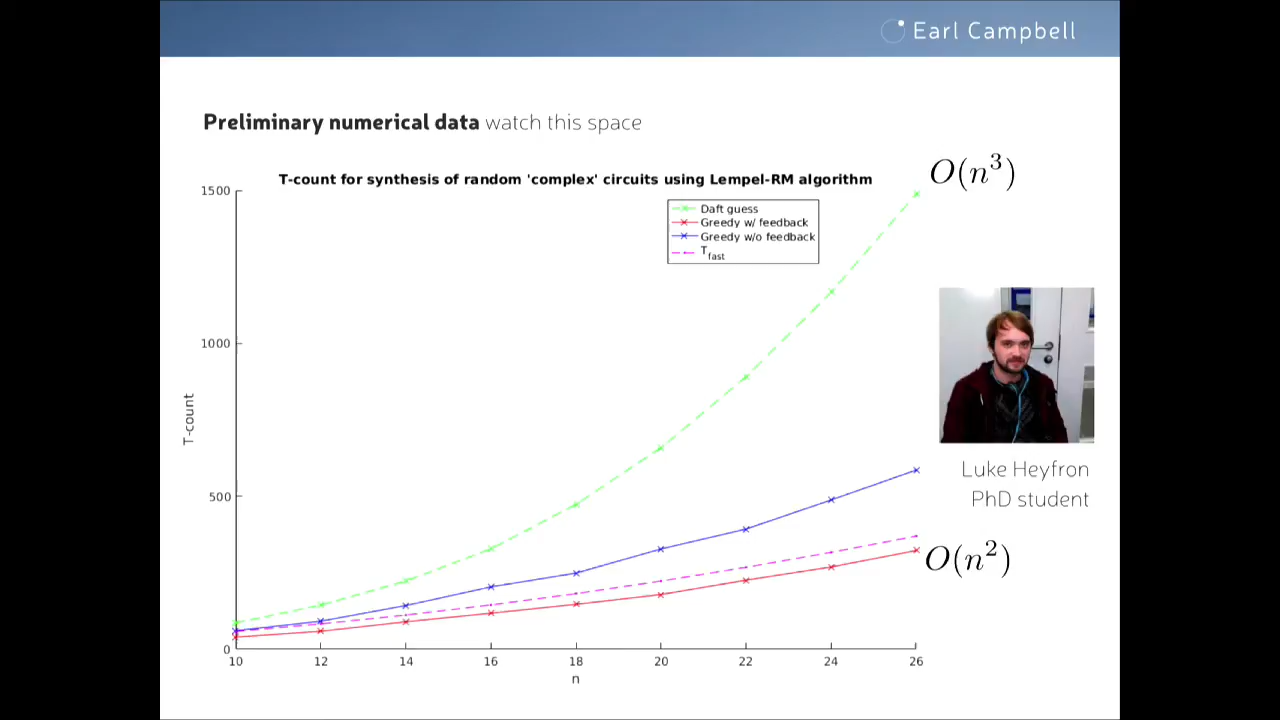 Earl Campbell
Preliminary numerical data watch this space
O(n³)
T-count for synthesis of random 'complex' circuits using Lempel-RM algorithm
Daft guess
Greedy w/ feedback
Greedy w/o feedback
T_fast
1500
1000
500
0
T-count
10 12 14 16 18 20 22 24 26
n
Luke Heyfron
PhD student
O(n²)